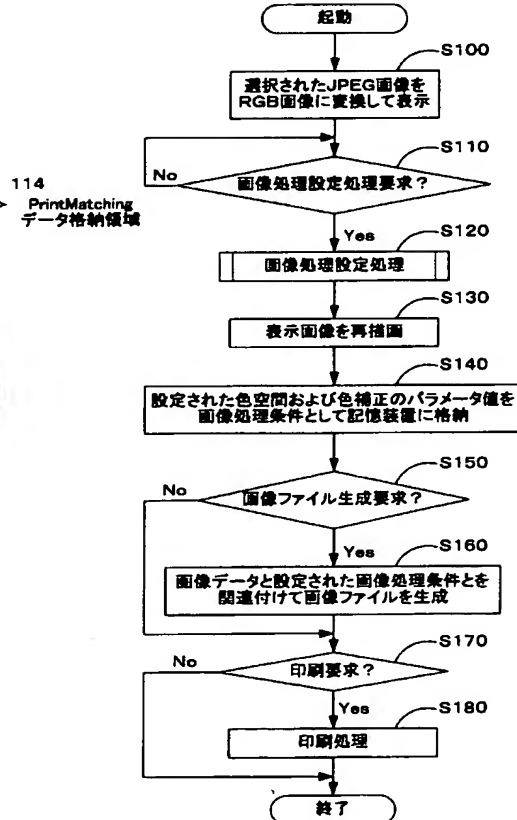 起動
S100
選択されたJPEG画像を
RGB画像に変換して表示
S110
No
画像処理設定処理要求？
114
PrintMatching
データ格納領域
Yes
S120
画像処理設定処理
S130
表示画像を再描画
S140
設定された色空間および色補正のパラメータ値を
画像処理条件として記憶装置に格納
S150
No
画像ファイル生成要求？
Yes
S160
画像データと設定された画像処理条件とを
関連付けて画像ファイルを生成
S170
No
印刷要求？
Yes
S180
印刷処理
終了